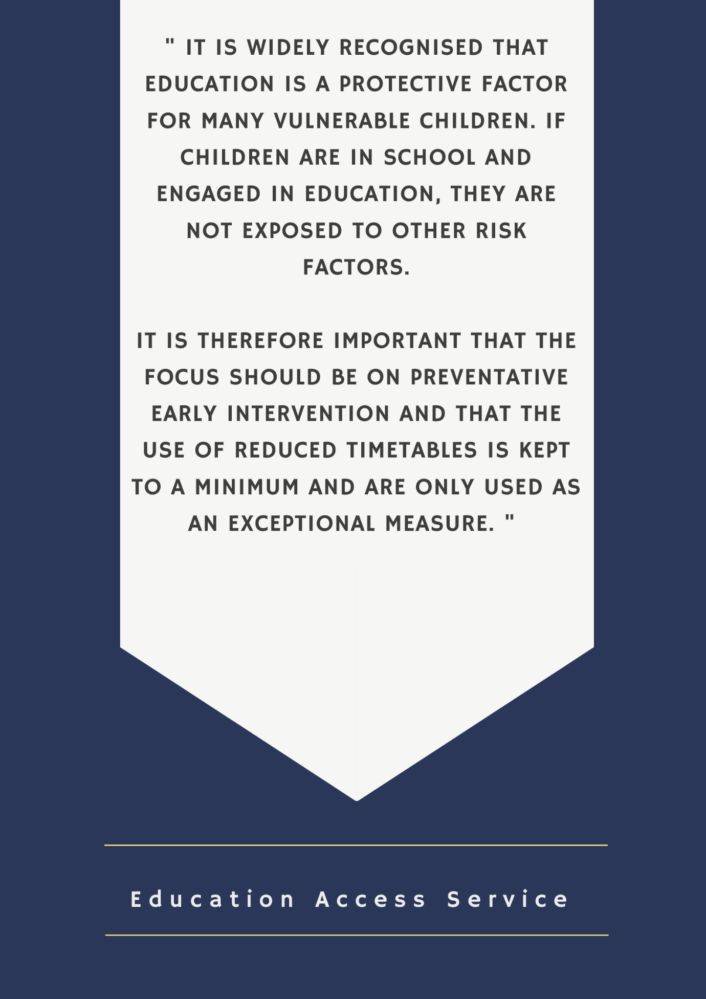 " IT IS WIDELY RECOGNISED THAT
EDUCATION IS A PROTECTIVE FACTOR
FOR MANY VULNERABLE CHILDREN. IF
CHILDREN ARE IN SCHOOL AND
ENGAGED IN EDUCATION, THEY ARE
NOT EXPOSED TO OTHER RISK
FACTORS.
IT IS THEREFORE IMPORTANT THAT THE
FOCUS SHOULD BE ON PREVENTATIVE
EARLY INTERVENTION AND THAT THE
USE OF REDUCED TIMETABLES IS KEPT
TO A MINIMUM AND ARE ONLY USED AS
AN EXCEPTIONAL MEASURE. "
Education Access Service